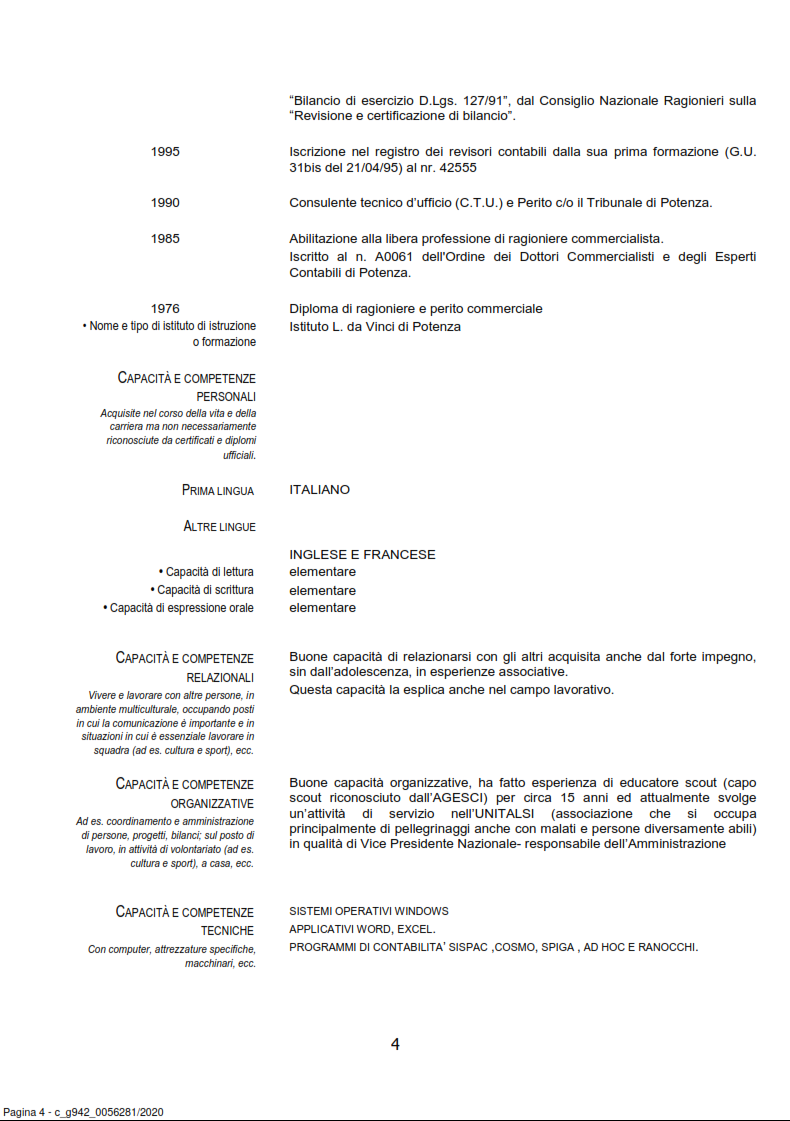 “Bilancio di esercizio D.Lgs. 127/91”, dal Consiglio Nazionale Ragionieri sulla
“Revisione e certificazione di bilancio”.
1995 Iscrizione nel registro dei revisori contabili dalla sua prima formazione (G.U.
31bis del 21/04/95) al nr. 42555
1990 Consulente tecnico d’ufficio (C.T.U.) e Perito c/o il Tribunale di Potenza.
1985 Abilitazione alla libera professione di ragioniere commercialista.
Iscritto al n. A0061 dell'Ordine dei Dottori Commercialisti e degli Esperti
Contabili di Potenza.
1976 Diploma di ragioniere e perito commerciale
• Nome e tipo di istituto di istruzione Istituto L. da Vinci di Potenza
o formazione
CAPACITÀ E COMPETENZE
PERSONALI
Acquisite nel corso della vita e della
carriera ma non necessariamente
riconosciute da certificati e diplomi
ufficiali.
PRIMA LINGUA ITALIANO
ALTRE LINGUE
INGLESE E FRANCESE
• Capacità di lettura elementare
• Capacità di scrittura elementare
• Capacità di espressione orale elementare
CAPACITÀ E COMPETENZE
RELAZIONALI
Vivere e lavorare con altre persone, in
ambiente multiculturale, occupando posti
in cui la comunicazione è importante e in
situazioni in cui è essenziale lavorare in
squadra (ad es. cultura e sport), ecc.
Buone capacità di relazionarsi con gli altri acquisita anche dal forte impegno,
sin dall’adolescenza, in esperienze associative.
Questa capacità la esplica anche nel campo lavorativo.
CAPACITÀ E COMPETENZE
ORGANIZZATIVE
Ad es. coordinamento e amministrazione
di persone, progetti, bilanci; sul posto di
lavoro, in attività di volontariato (ad es.
cultura e sport), a casa, ecc.
Buone capacità organizzative, ha fatto esperienza di educatore scout (capo
scout riconosciuto dall’AGESCI) per circa 15 anni ed attualmente svolge
un’attività di servizio nell’UNITALSI (associazione che si occupa
principalmente di pellegrinaggi anche con malati e persone diversamente abili)
in qualità di Vice Presidente Nazionale- responsabile dell’Amministrazione
CAPACITÀ E COMPETENZE
TECNICHE
Con computer, attrezzature specifiche,
macchinari, ecc.
SISTEMI OPERATIVI WINDOWS
APPLICATIVI WORD, EXCEL.
PROGRAMMI DI CONTABILITA’ SISPAC ,COSMO, SPIGA , AD HOC E RANOCCHI.
4
Pagina 4 - c_g942_0056281/2020